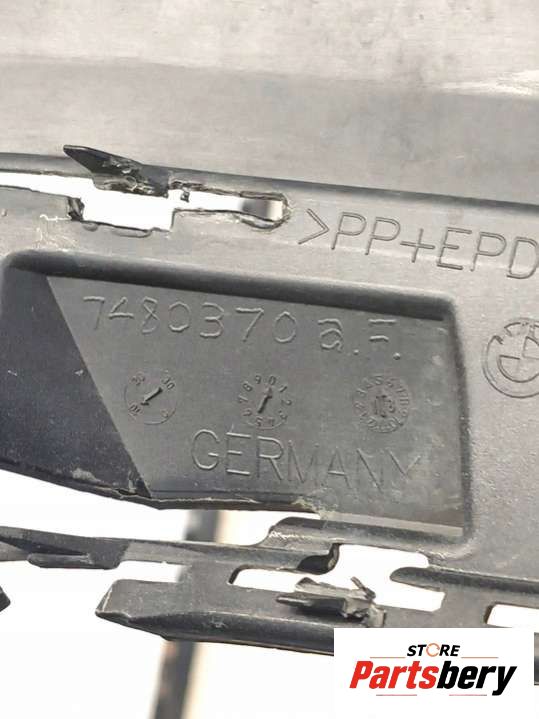 >PP+EPD
7480370 a.F.
GERMANY
STORE
Partsbery